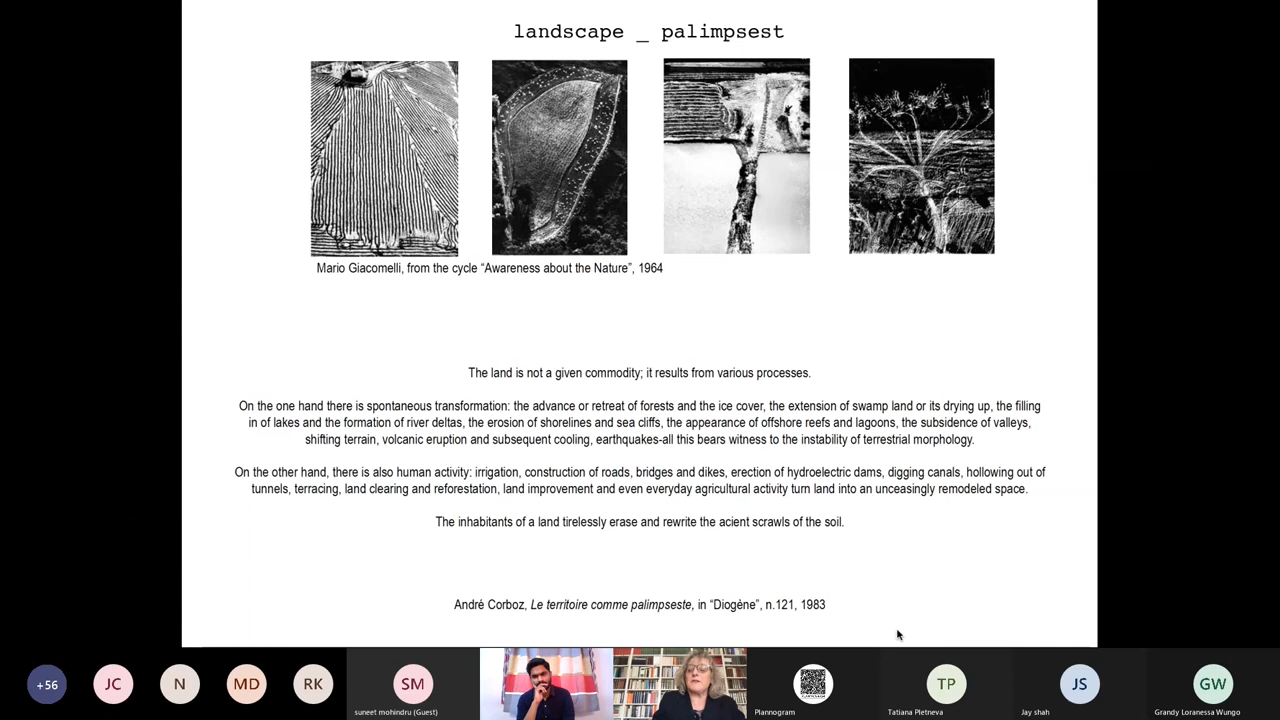 landscape _ palimpsest
Mario Giacomelli, from the cycle “Awareness about the Nature”, 1964
The land is not a given commodity; it results from various processes.
On the one hand there is spontaneous transformation: the advance or retreat of forests and the ice cover, the extension of swamp land or its drying up, the filling
in of lakes and the formation of river deltas, the erosion of shorelines and sea cliffs, the appearance of offshore reefs and lagoons, the subsidence of valleys,
shifting terrain, volcanic eruption and subsequent cooling, earthquakes-all this bears witness to the instability of terrestrial morphology.
On the other hand, there is also human activity: irrigation, construction of roads, bridges and dikes, erection of hydroelectric dams, digging canals, hollowing out of
tunnels, terracing, land clearing and reforestation, land improvement and even everyday agricultural activity turn land into an unceasingly remodeled space.
The inhabitants of a land tirelessly erase and rewrite the acient scrawls of the soil.
André Corboz, Le territoire comme palimpseste, in “Diogène”, n.121, 1983
+56
JC
N
MD
RK
SM
TP
JS
GW
suneet mohindru (Guest)
Plannogram
Tatiana Pletneva
Jay shah
Grandy Loranessa Wungo